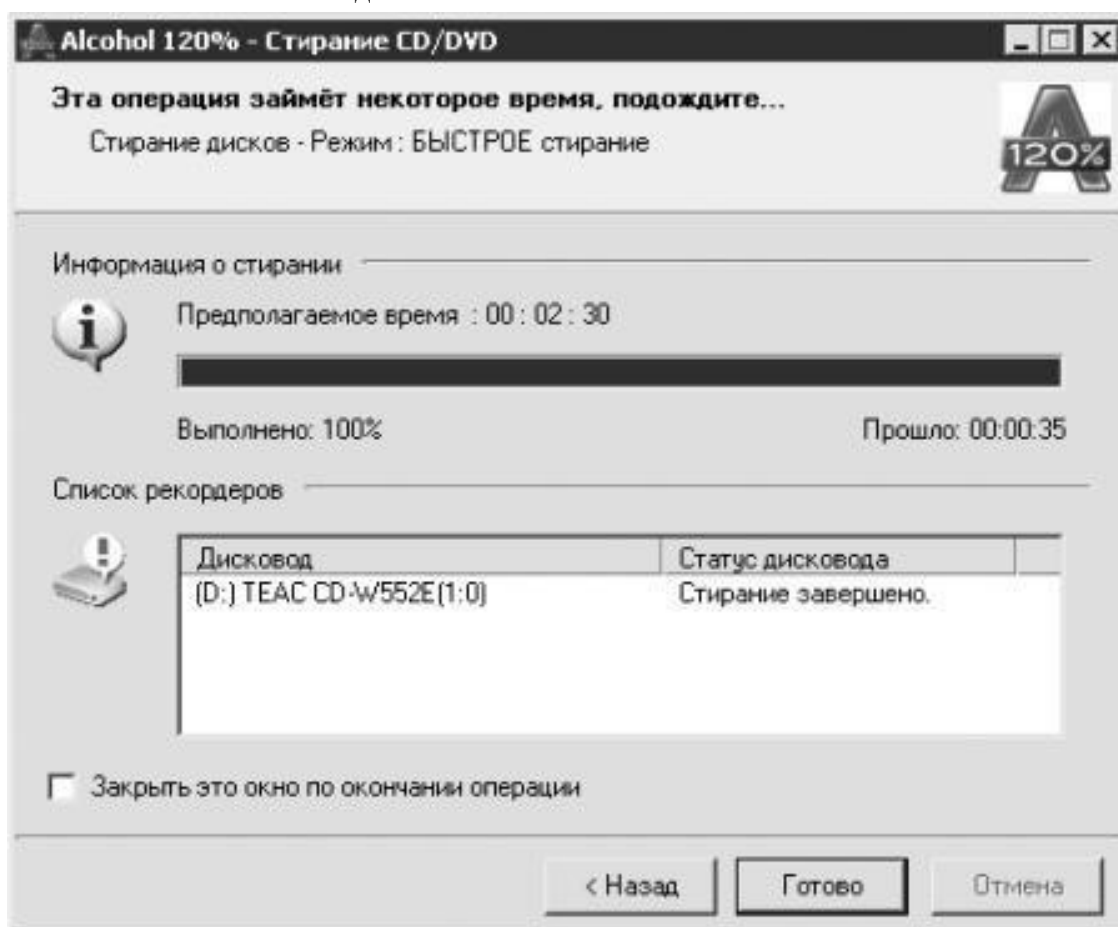 Alcohol 120% - Стирание CD/DVD
Эта операция займёт некоторое время, подождите...
Стирание дисков - Режим : БЫСТРОЕ стирание
120%
Информация о стирании
Предполагаемое время : 00 : 02 : 30
Выполнено: 100% Прошло: 00:00:35
Список рекордеров
Дисковод Статус дисковода
(D:) TEAC CD-W552E(1:0) Стирание завершено.
Закрыть это окно по окончании операции
< Назад Готово Отмена